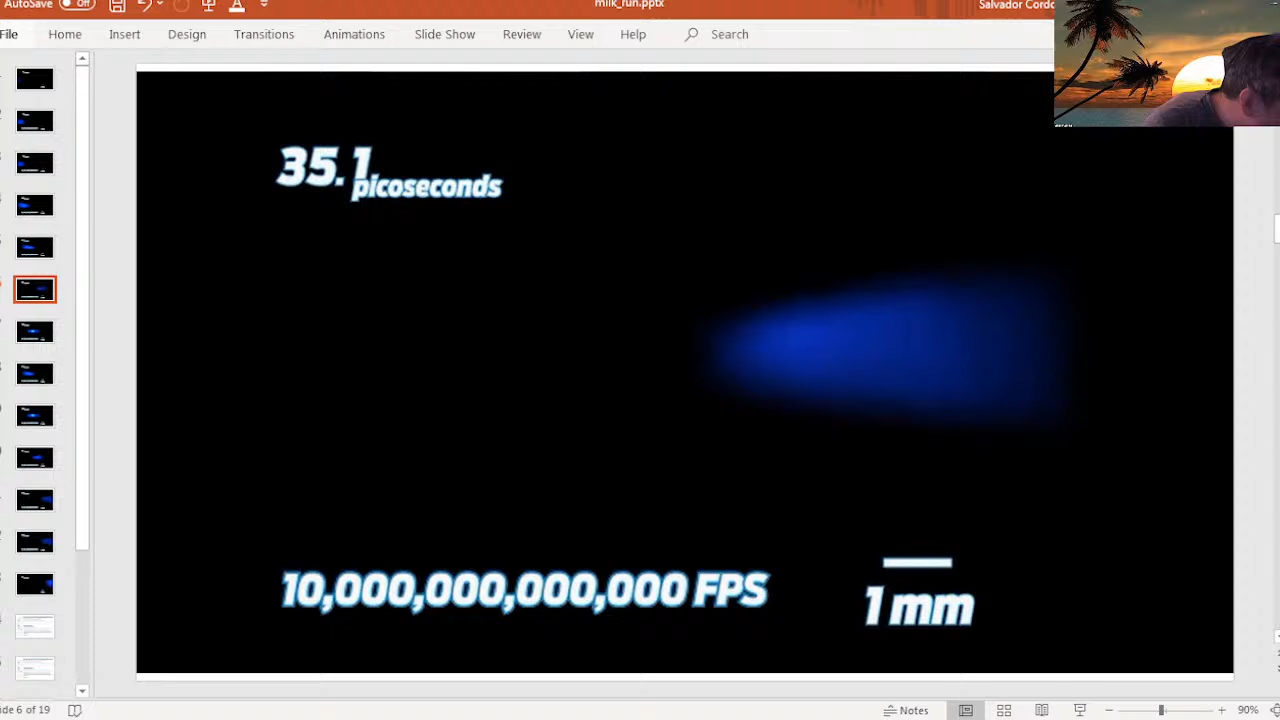 AutoSave Off milk_run.pptx Salvador Cordo
File Home Insert Design Transitions Animations Slide Show Review View Help Search
35.1
picoseconds
10,000,000,000,000 FPS
1 mm
lide 6 of 19 Notes 90%